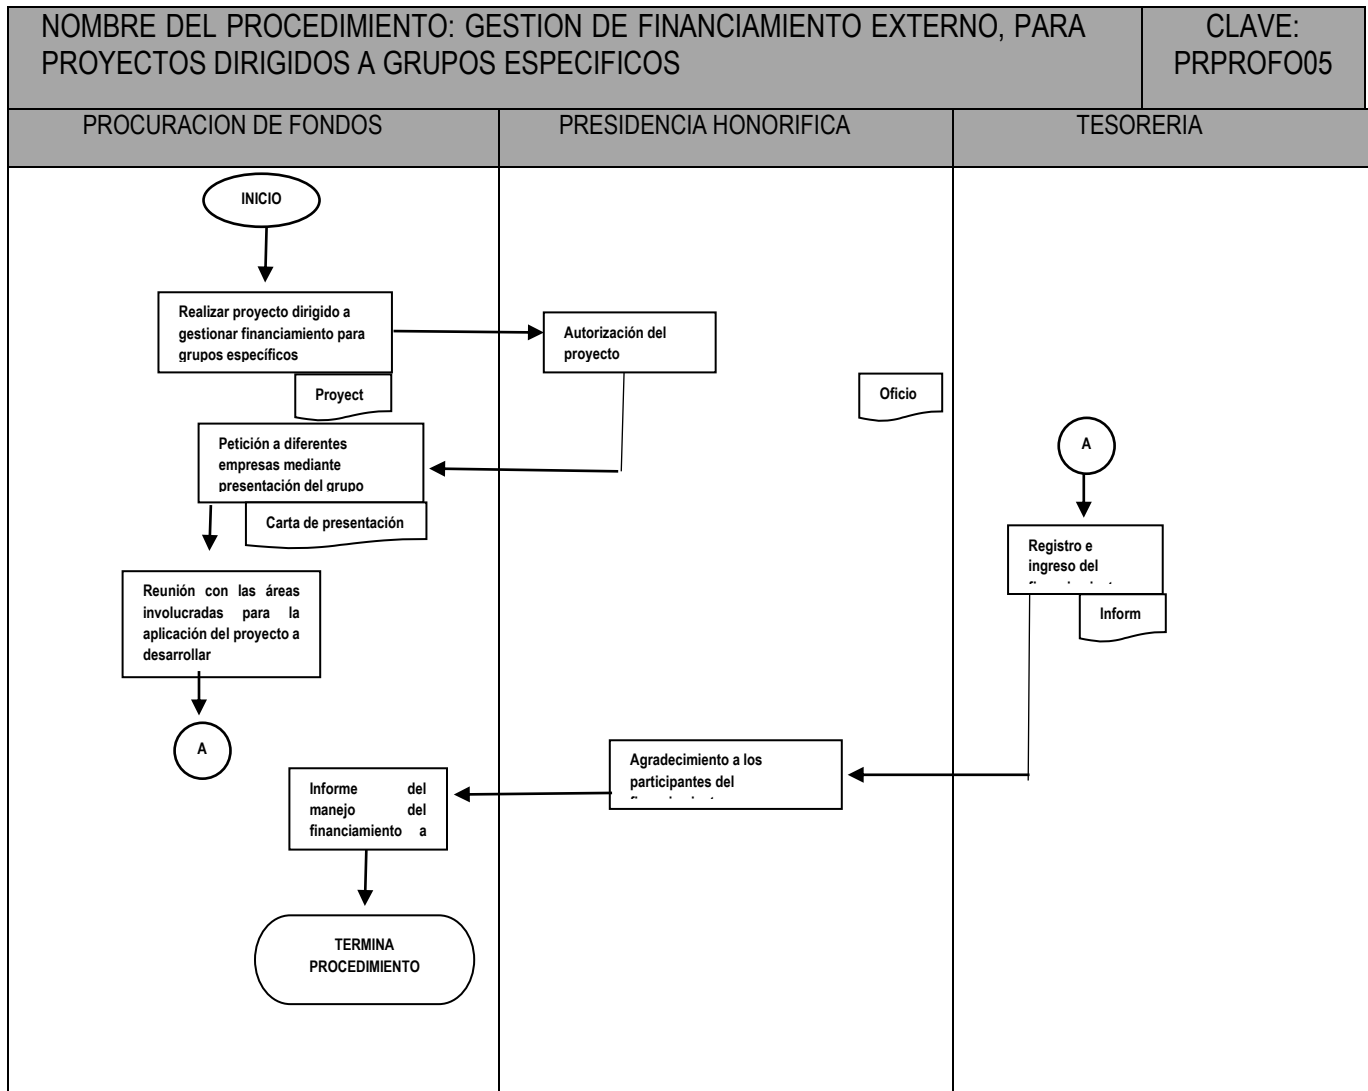 NOMBRE DEL PROCEDIMIENTO: GESTION DE FINANCIAMIENTO EXTERNO, PARA
PROYECTOS DIRIGIDOS A GRUPOS ESPECIFICOS
CLAVE:
PRPROFO05
PROCURACION DE FONDOS
PRESIDENCIA HONORIFICA
TESORERIA
INICIO
Realizar proyecto dirigido a
gestionar financiamiento para
grupos específicos
Proyect
Autorización del
proyecto
Oficio
Petición a diferentes
empresas mediante
presentación del grupo
Carta de presentación
Reunión con las áreas
involucradas para la
aplicación del proyecto a
desarrollar
A
A
Registro e
ingreso del
Inform
Agradecimiento a los
participantes del
Informe del
manejo del
financiamiento a
TERMINA
PROCEDIMIENTO